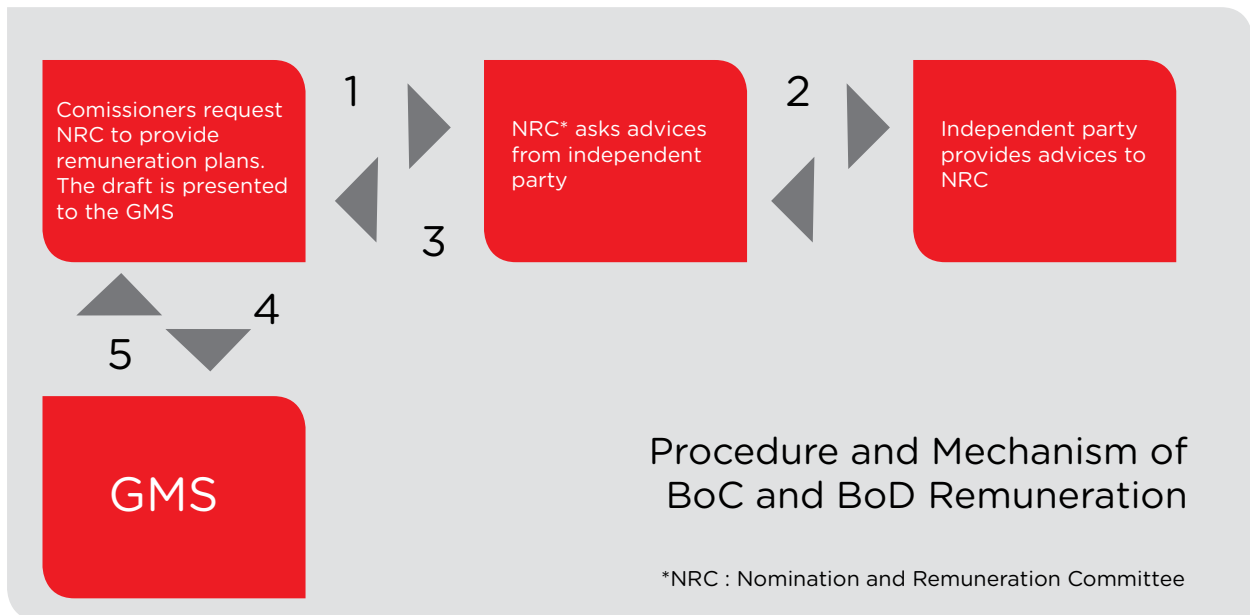 Comissioners request
NRC to provide
remuneration plans.
The draft is presented
to the GMS
1
NRC* asks advices
from independent
party
2
Independent party
provides advices to
NRC
3
4
5
GMS
Procedure and Mechanism of
BoC and BoD Remuneration
*NRC : Nomination and Remuneration Committee